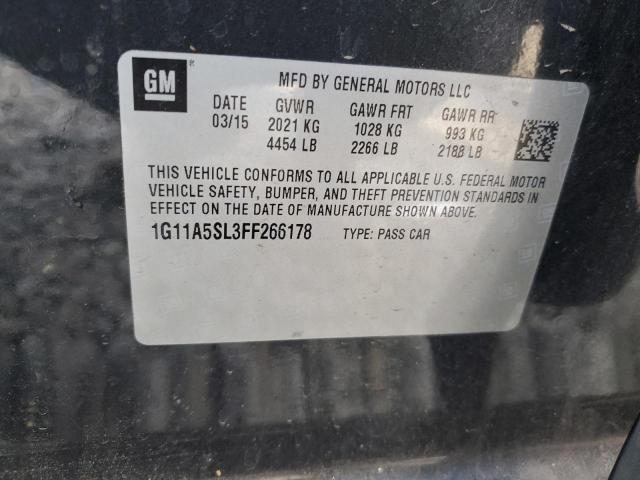 GM
MFD BY GENERAL MOTORS LLC
DATE GVWR GAWR FRT GAWR RR
03/15 2021 KG 1028 KG 993 KG
4454 LB 2266 LB 2188 LB
THIS VEHICLE CONFORMS TO ALL APPLICABLE U.S. FEDERAL MOTOR
VEHICLE SAFETY, BUMPER, AND THEFT PREVENTION STANDARDS IN
EFFECT ON THE DATE OF MANUFACTURE SHOWN ABOVE.
1G11A5SL3FF266178 TYPE: PASS CAR